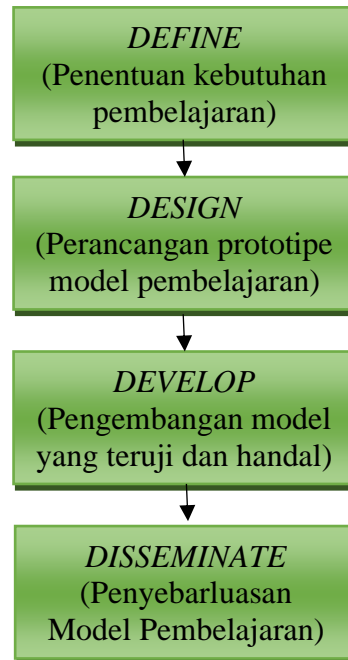 DEFINE
(Penentuan kebutuhan
pembelajaran)
DESIGN
(Perancangan prototipe
model pembelajaran)
DEVELOP
(Pengembangan model
yang teruji dan handal)
DISSEMINATE
(Penyebarluasan
Model Pembelajaran)